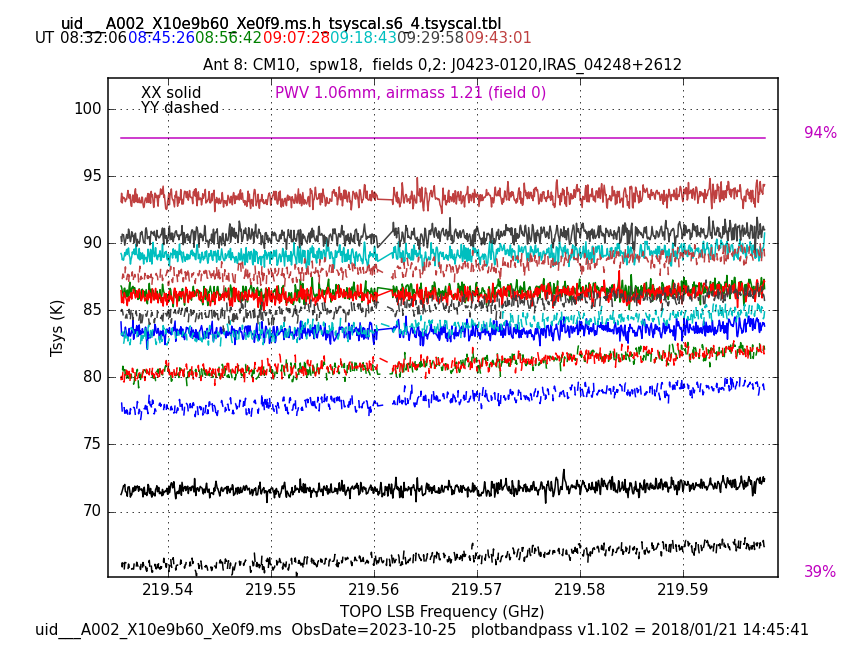 uid___A002_X10e9b60_Xe0f9.ms.h_tsyscal.s6_4.tsyscal.tbl
UT 08:32:06 08:45:26 08:56:42 09:07:28 09:18:43 09:29:58 09:43:01
Ant 8: CM10,  spw18,  fields 0,2: J0423-0120,IRAS_04248+2612
XX solid
PWV 1.06mm, airmass 1.21 (field 0)
YY dashed
94%
39%
100
95
90
85
80
75
70
Tsys (K)
219.54 219.55 219.56 219.57 219.58 219.59
TOPO LSB Frequency (GHz)
uid___A002_X10e9b60_Xe0f9.ms  ObsDate=2023-10-25   plotbandpass v1.102 = 2018/01/21 14:45:41